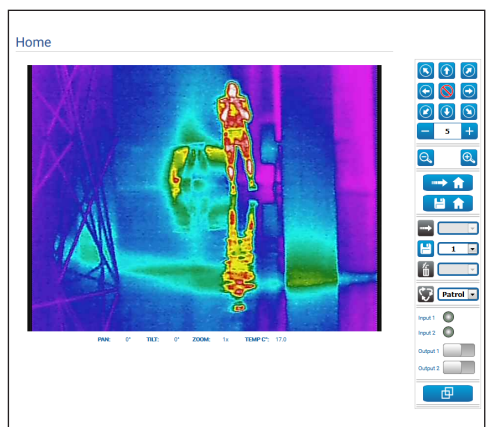 Home
5
1
Patrol
Input 1
Input 2
Output 1
Output 2
PAN: 0° TILT: 0° ZOOM: 1x TEMP C°: 17.0